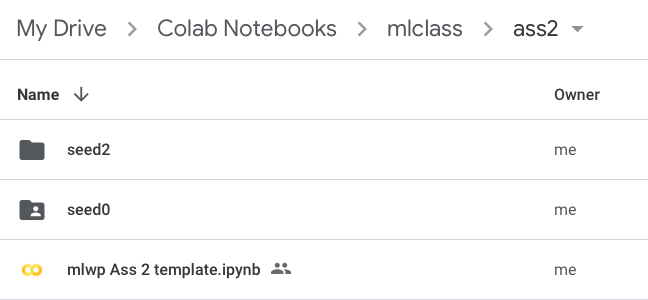 My Drive > Colab Notebooks > mlclass > ass2
Name Owner
seed2 me
seed0 me
mlwp Ass 2 template.ipynb me